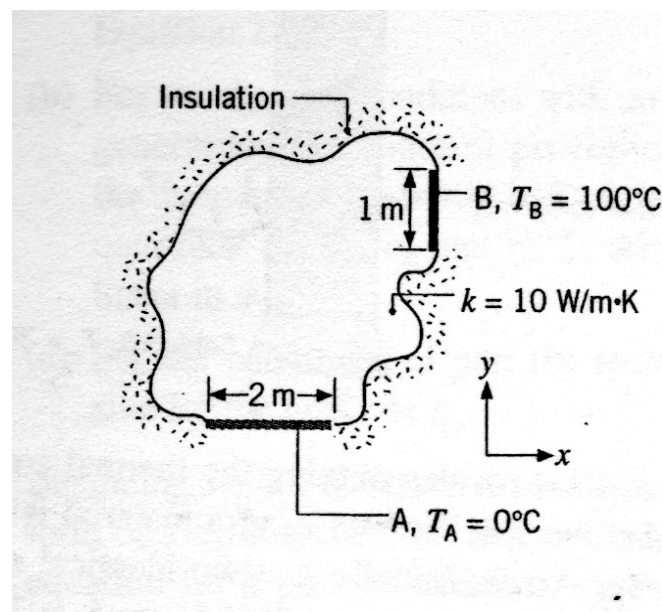 Insulation
1 m
B, T_B = 100°C
k = 10 W/m·K
y
2 m
x
A, T_A = 0°C